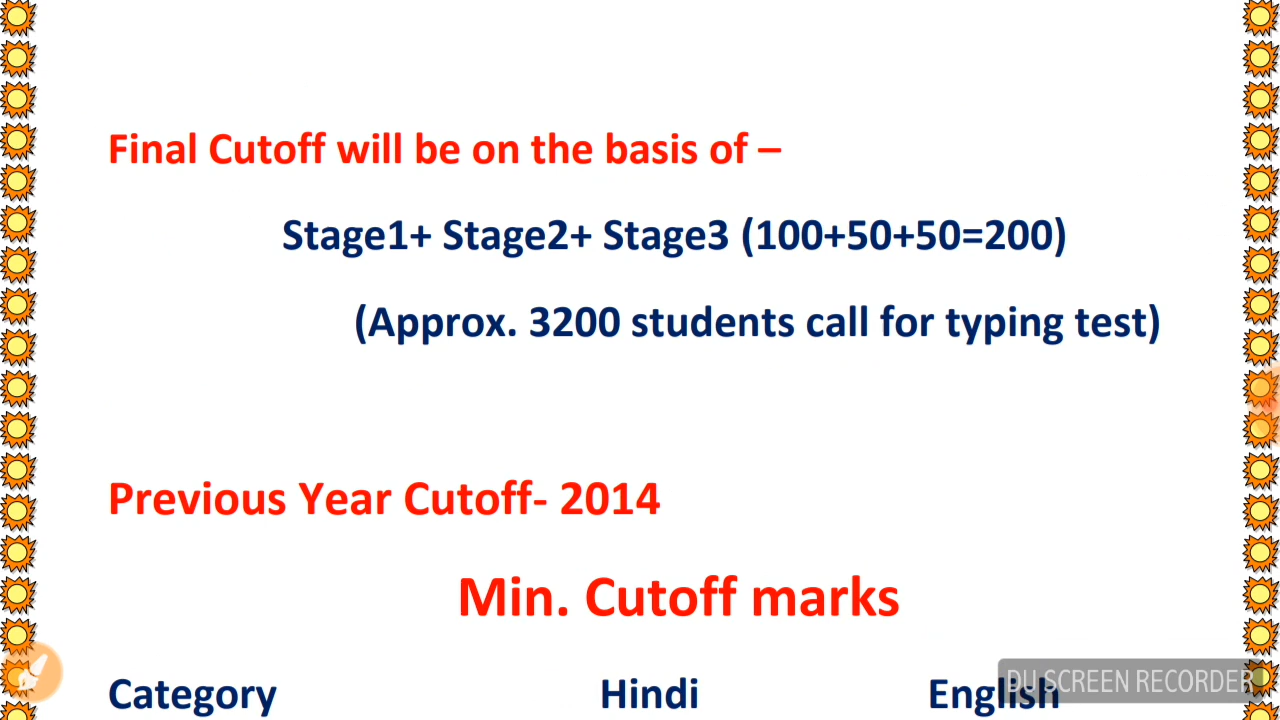 Final Cutoff will be on the basis of –
Stage1+ Stage2+ Stage3 (100+50+50=200)
(Approx. 3200 students call for typing test)
Previous Year Cutoff- 2014
Min. Cutoff marks
Category Hindi English
DU SCREEN RECORDER